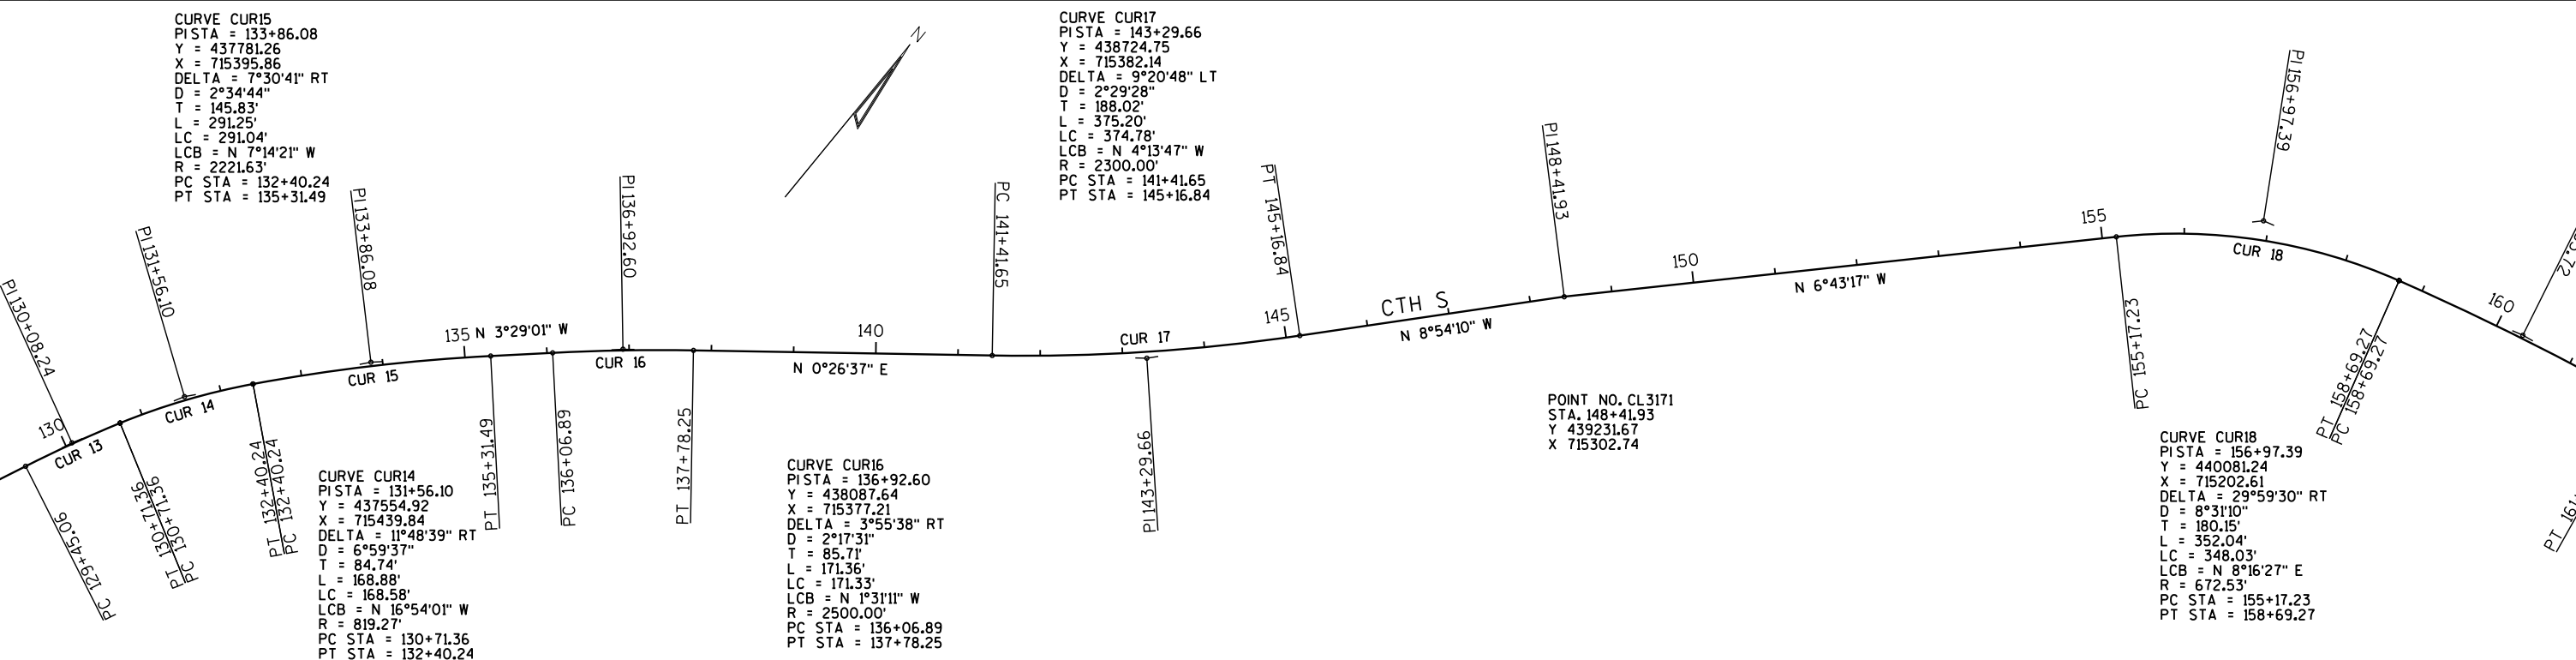 CURVE CUR15
PI STA = 133+86.08
Y = 437781.26
X = 715395.86
DELTA = 7°30'41" RT
D = 2°34'44"
T = 145.83'
L = 291.25'
LC = 291.04'
LCB = N 7°14'21" W
R = 2221.63'
PC STA = 132+40.24
PT STA = 135+31.49
N
CURVE CUR17
PI STA = 143+29.66
Y = 438724.75
X = 715382.14
DELTA = 9°20'48" LT
D = 2°29'28"
T = 188.02'
L = 375.20'
LC = 374.78'
LCB = N 4°13'47" W
R = 2300.00'
PC STA = 141+41.65
PT STA = 145+16.84
PI 130+08.24
PI 131+56.10
PI 133+86.08
PI 136+92.60
PC 141+41.65
PT 145+16.84
PI 148+41.93
PI 156+97.39
130
135
140
145
150
155
160
CUR 13
CUR 14
CUR 15
N 3°29'01" W
CUR 16
N 0°26'37" E
CUR 17
CTH S
N 8°54'10" W
N 6°43'17" W
CUR 18
PC 129+45.06
PT 130+71.36
PC 130+71.36
PT 132+40.24
PC 132+40.24
PT 135+31.49
PC 136+06.89
PT 137+78.25
PI 143+29.66
PC 155+17.23
PT 158+69.27
PC 158+69.27
PT 161
CURVE CUR14
PI STA = 131+56.10
Y = 437554.92
X = 715439.84
DELTA = 11°48'39" RT
D = 6°59'37"
T = 84.74'
L = 168.88'
LC = 168.58'
LCB = N 16°54'01" W
R = 819.27'
PC STA = 130+71.36
PT STA = 132+40.24
CURVE CUR16
PI STA = 136+92.60
Y = 438087.64
X = 715377.21
DELTA = 3°55'38" RT
D = 2°17'31"
T = 85.71'
L = 171.36'
LC = 171.33'
LCB = N 1°31'11" W
R = 2500.00'
PC STA = 136+06.89
PT STA = 137+78.25
POINT NO. CL3171
STA. 148+41.93
Y 439231.67
X 715302.74
CURVE CUR18
PI STA = 156+97.39
Y = 440081.24
X = 715202.61
DELTA = 29°59'30" RT
D = 8°31'10"
T = 180.15'
L = 352.04'
LC = 348.03'
LCB = N 8°16'27" E
R = 672.53'
PC STA = 155+17.23
PT STA = 158+69.27